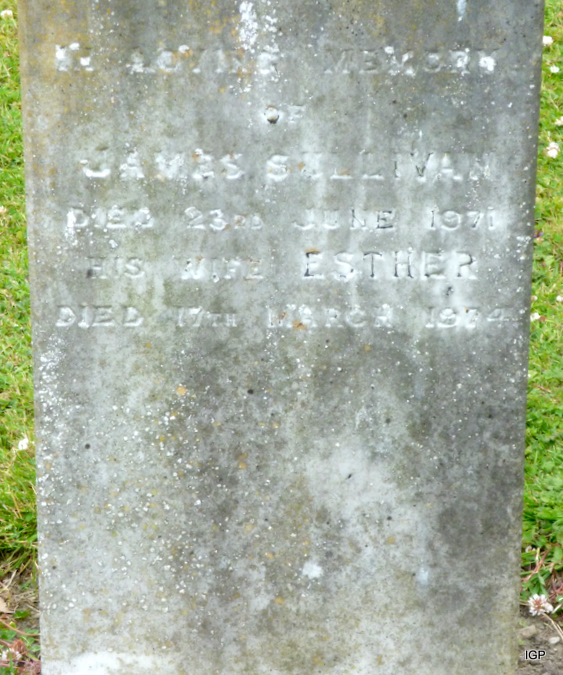 IN LOVING MEMORY
OF
JAMES SULLIVAN
DIED 23RD JUNE 1971
HIS WIFE ESTHER
DIED 17TH MARCH 1974
IGP